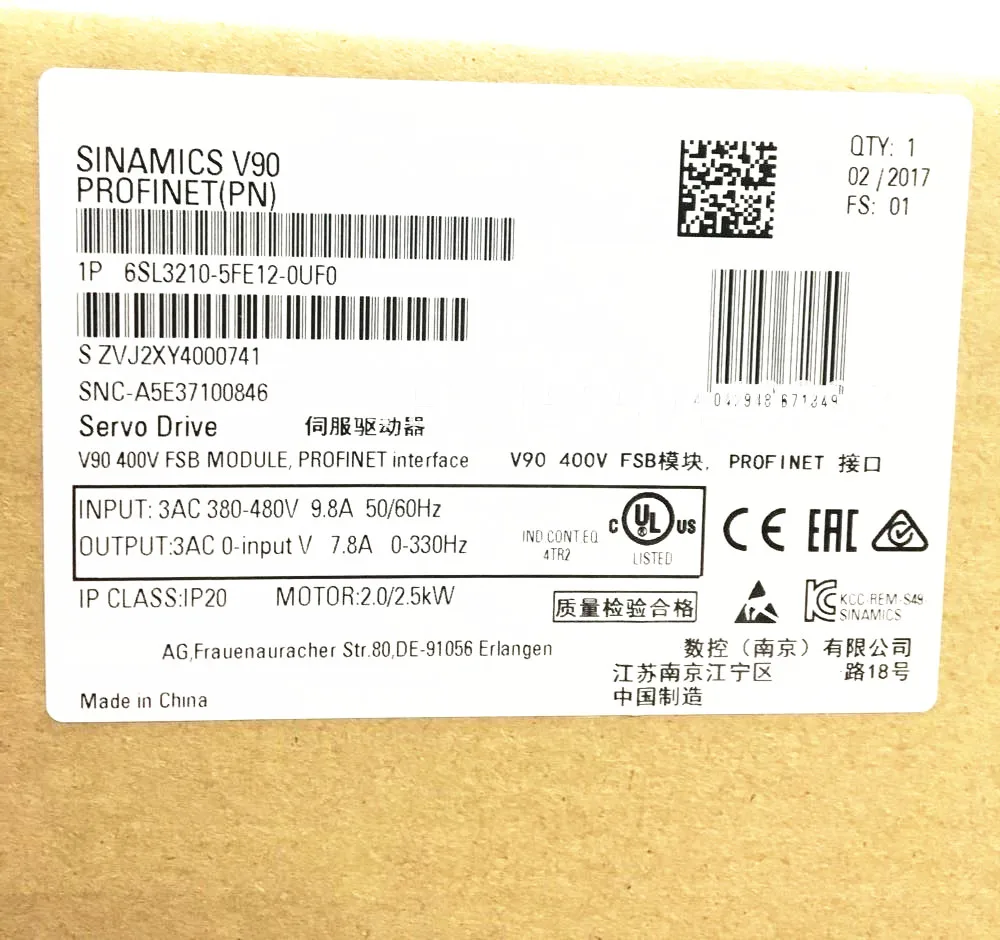 SINAMICS V90
PROFINET(PN)
QTY: 1
02 / 2017
FS: 01
1P 6SL3210-5FE12-0UF0
S ZVJ2XY4000741
SNC-A5E37100846
Servo Drive 伺服驱动器
V90 400V FSB MODULE, PROFINET interface V90 400V FSB模块, PROFINET 接口
INPUT: 3AC 380-480V 9.8A 50/60Hz
OUTPUT:3AC 0-input V 7.8A 0-330Hz
IND.CONT.EQ.
4TR2
C UL US
LISTED
CE EAC
IP CLASS:IP20 MOTOR:2.0/2.5kW
质量检验合格
KCC-REM-S49-
SINAMICS
AG,Frauenauracher Str.80,DE-91056 Erlangen
数控（南京）有限公司
江苏南京江宁区 路18号
中国制造
Made in China